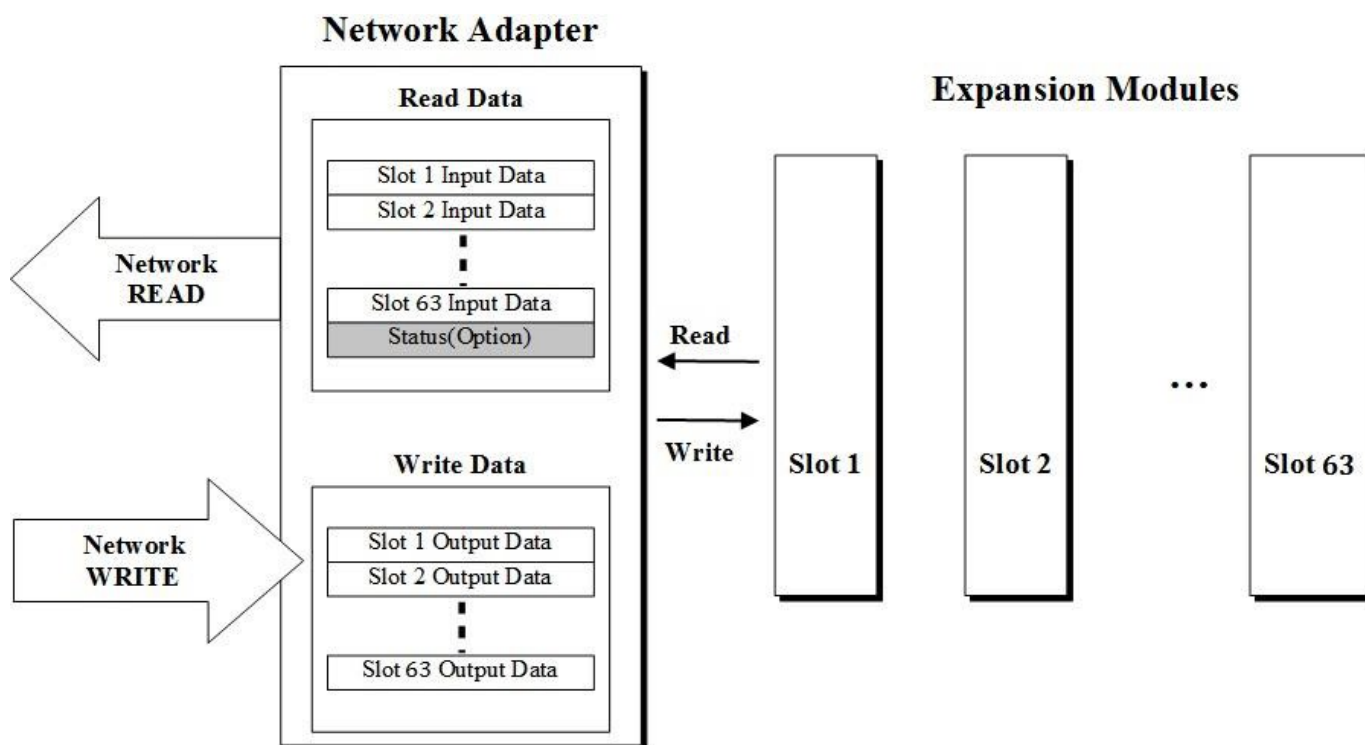 Network Adapter
Read Data
Slot 1 Input Data
Slot 2 Input Data
Slot 63 Input Data
Status(Option)
Network
READ
Write Data
Slot 1 Output Data
Slot 2 Output Data
Slot 63 Output Data
Network
WRITE
Read
Write
Expansion Modules
Slot 1
Slot 2
...
Slot 63